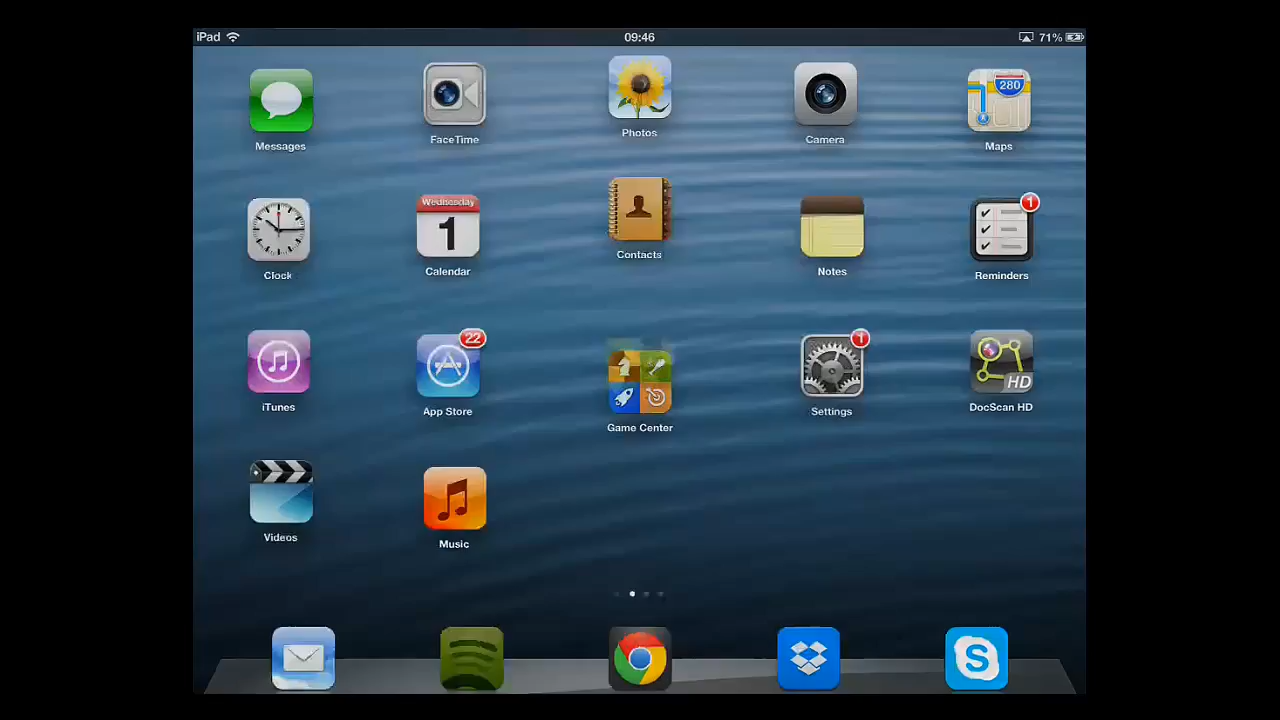 iPad 09:46 71%
Messages FaceTime Photos Camera Maps
280
Clock Calendar Contacts Notes Reminders
Wednesday
1
1
iTunes App Store Game Center Settings DocScan HD
22
1
HD
Videos Music
S